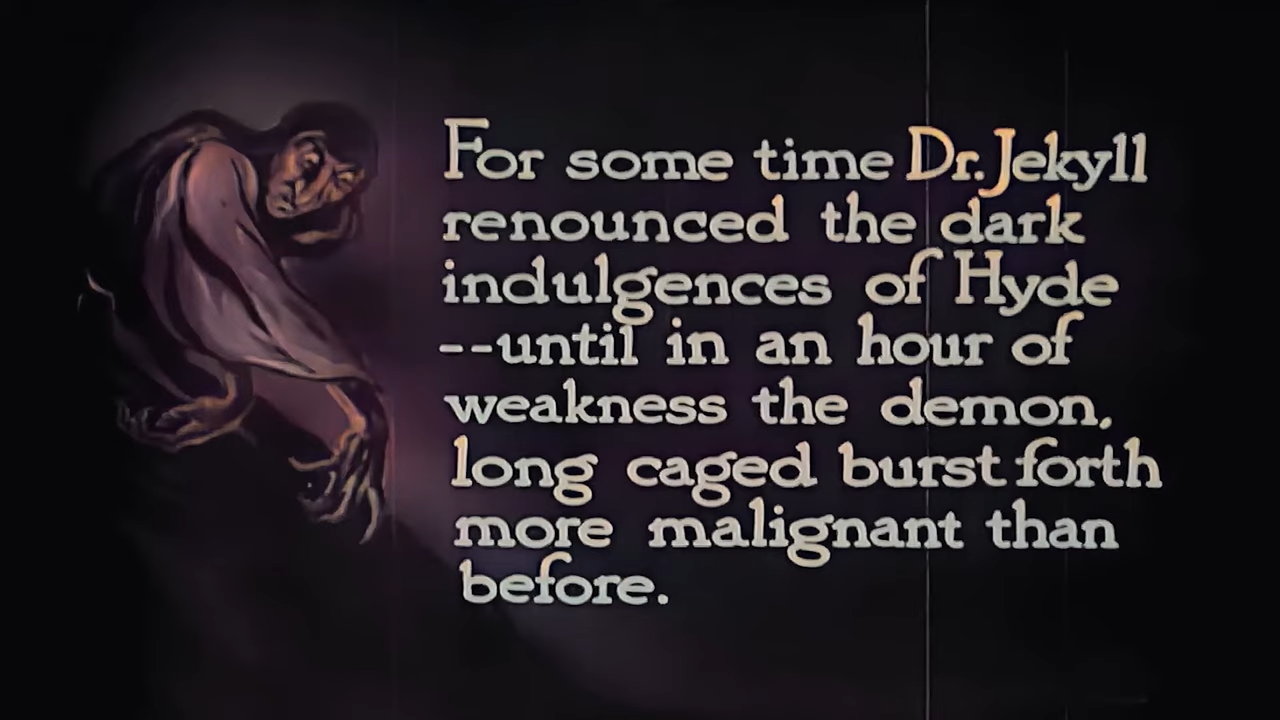 For some time Dr. Jekyll
renounced the dark
indulgences of Hyde
--until in an hour of
weakness the demon,
long caged burst forth
more malignant than
before.